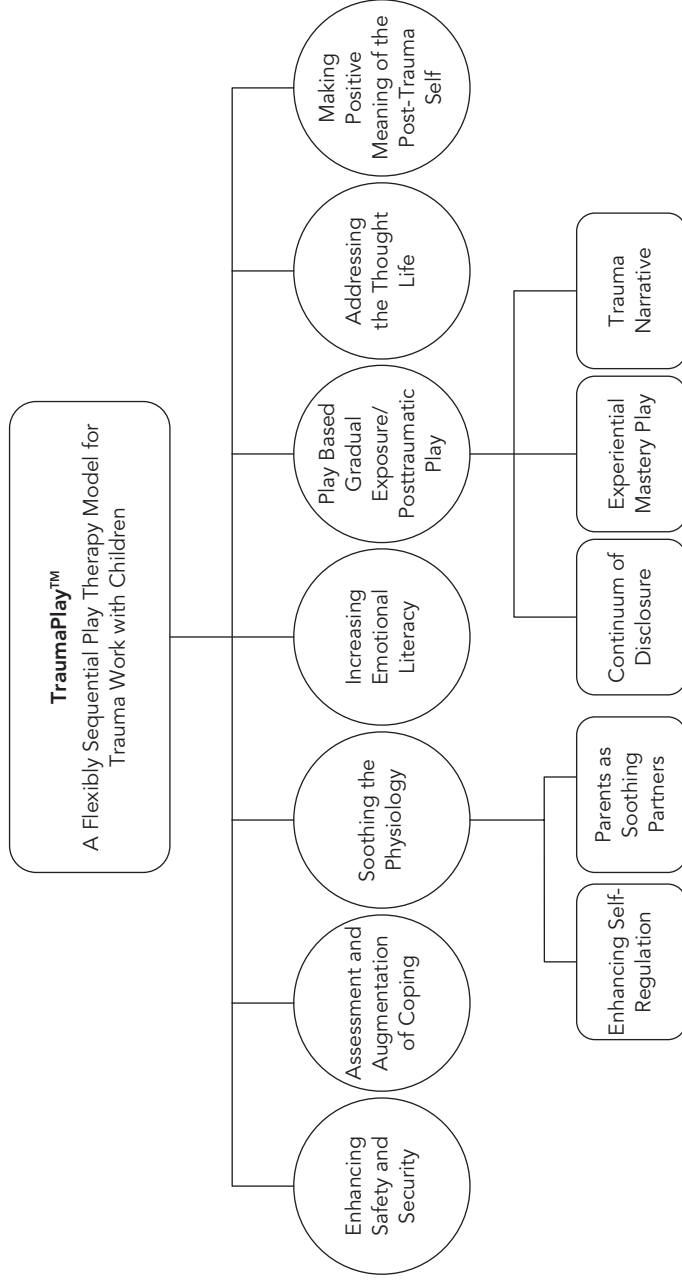 TraumaPlay™
A Flexibly Sequential Play Therapy Model for
Trauma Work with Children
Enhancing
Safety and
Security
Assessment and
Augmentation
of Coping
Soothing the
Physiology
Increasing
Emotional
Literacy
Play Based
Gradual
Exposure/
Posttraumatic
Play
Addressing
the Thought
Life
Making
Positive
Meaning of the
Post-Trauma
Self
Enhancing Self-
Regulation
Parents as
Soothing
Partners
Continuum of
Disclosure
Experiential
Mastery Play
Trauma
Narrative